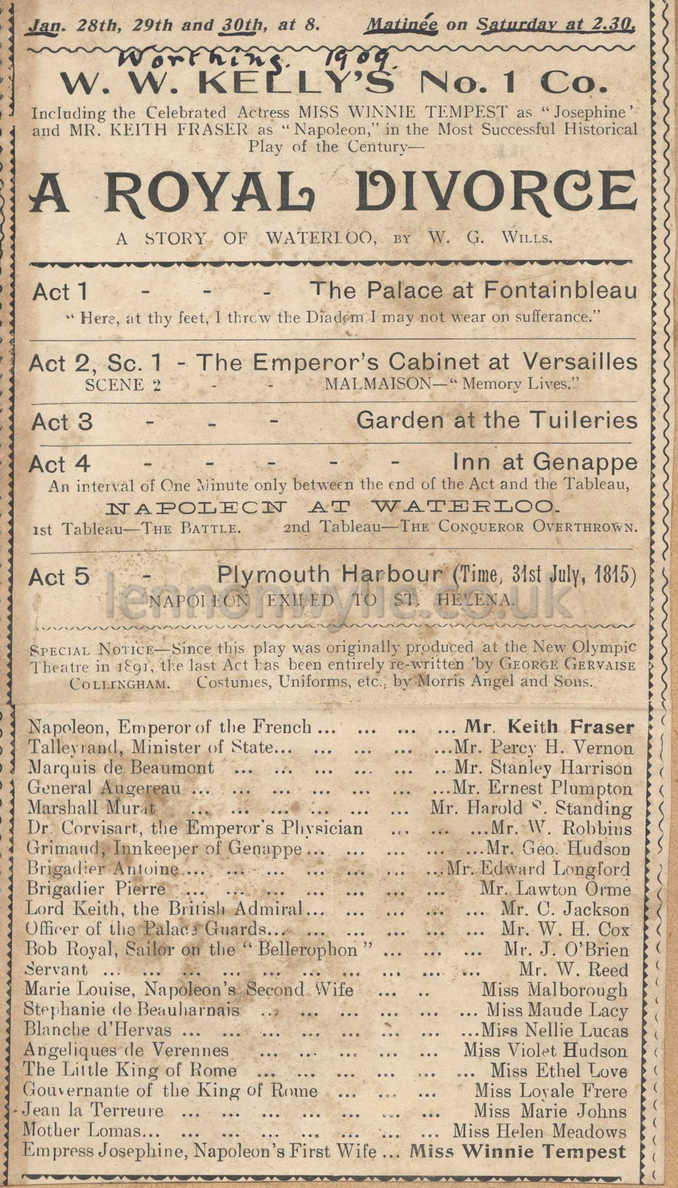 Jan. 28th, 29th and 30th, at 8. Matinée on Saturday at 2.30.
Worthing. 1909.
W. W. KELLY'S No. 1 Co.
Including the Celebrated Actress MISS WINNIE TEMPEST as "Josephine"
and MR. KEITH FRASER as "Napoleon," in the Most Successful Historical
Play of the Century—
A ROYAL DIVORCE
A STORY OF WATERLOO, BY W. G. WILLS.
Act 1 - - - The Palace at Fontainbleau
"Here, at thy feet, I throw the Diadem I may not wear on sufferance."
Act 2, Sc. 1 - The Emperor's Cabinet at Versailles
SCENE 2 - - MALMAISON—"Memory Lives."
Act 3 - - - Garden at the Tuileries
Act 4 - - - - - Inn at Genappe
An interval of One Minute only between the end of the Act and the Tableau,
NAPOLEON AT WATERLOO.
1st Tableau—THE BATTLE. 2nd Tableau—THE CONQUEROR OVERTHROWN.
Act 5 - Plymouth Harbour (Time, 31st July, 1815)
lennonwylie.co.uk
NAPOLEON EXILED TO ST. HELENA.
SPECIAL NOTICE—Since this play was originally produced at the New Olympic
Theatre in 1891, the last Act has been entirely re-written by GEORGE GERVAISE
COLLINGHAM. Costumes, Uniforms, etc., by Morris Angel and Sons.
Napoleon, Emperor of the French ... ... ... ... Mr. Keith Fraser
Talleyrand, Minister of State... ... ... ... ...Mr. Percy H. Vernon
Marquis de Beaumont ... ... ... ... ... ...Mr. Stanley Harrison
General Augereau ... ... ... ... ... ... ...Mr. Ernest Plumpton
Marshall Murat ... ... ... ... ... ... Mr. Harold S. Standing
Dr. Corvisart, the Emperor's Physician ... ... ...Mr. W. Robbins
Grimaud, Innkeeper of Genappe... ... ... ... ...Mr. Geo. Hudson
Brigadier Antoine... ... ... ... ... ... ...Mr. Edward Longford
Brigadier Pierre ... ... ... ... ... ... Mr. Lawton Orme
Lord Keith, the British Admiral... ... ... ... ... Mr. C. Jackson
Officer of the Palace Guards... ... ... ... ... Mr. W. H. Cox
Bob Royal, Sailor on the "Bellerophon" ... ... ... Mr. J. O'Brien
Servant ... ... ... ... ... ... ... ... ... Mr. W. Reed
Marie Louise, Napoleon's Second Wife ... ... Miss Malborough
Stephanie de Beauharnais ... ... ... ... ... Miss Maude Lacy
Blanche d'Hervas ... ... ... ... ... ... ...Miss Nellie Lucas
Angeliques de Verennes ... ... ... ... Miss Violet Hudson
The Little King of Rome ... ... ... ... ... Miss Ethel Love
Gouvernante of the King of Rome ... ... ... Miss Loyale Frere
Jean la Terreure ... ... ... ... ... ... Miss Marie Johns
Mother Lomas... ... ... ... ... ... ... Miss Helen Meadows
Empress Josephine, Napoleon's First Wife ... Miss Winnie Tempest